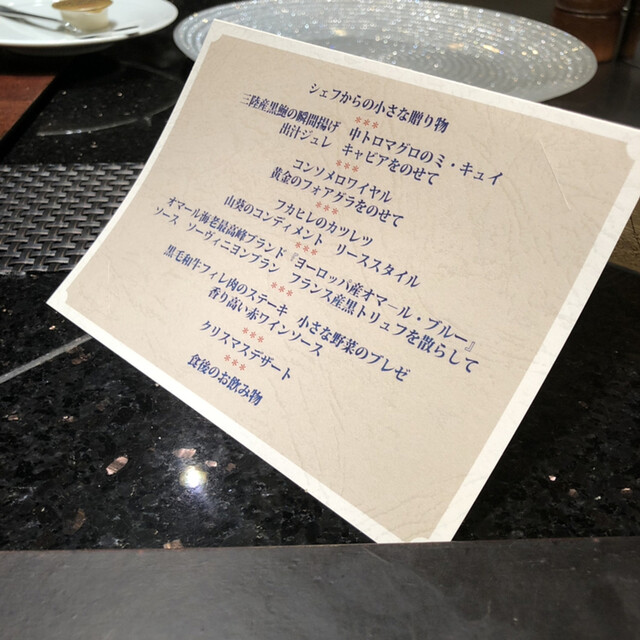 シェフからの小さな贈り物
***
三陸産黒鮑の瞬間揚げ 中トロマグロのミ・キュイ
出汁ジュレ キャビアをのせて
***
コンソメロワイヤル
黄金のフォアグラをのせて
***
フカヒレのカツレツ
山葵のコンディメント リーススタイル
***
オマール海老最高峰ブランド『ヨーロッパ産オマール・ブルー』
ソース ソーヴィニヨンブラン フランス産黒トリュフを散らして
***
黒毛和牛フィレ肉のステーキ 小さな野菜のブレゼ
香り高い赤ワインソース
***
クリスマスデザート
***
食後のお飲み物